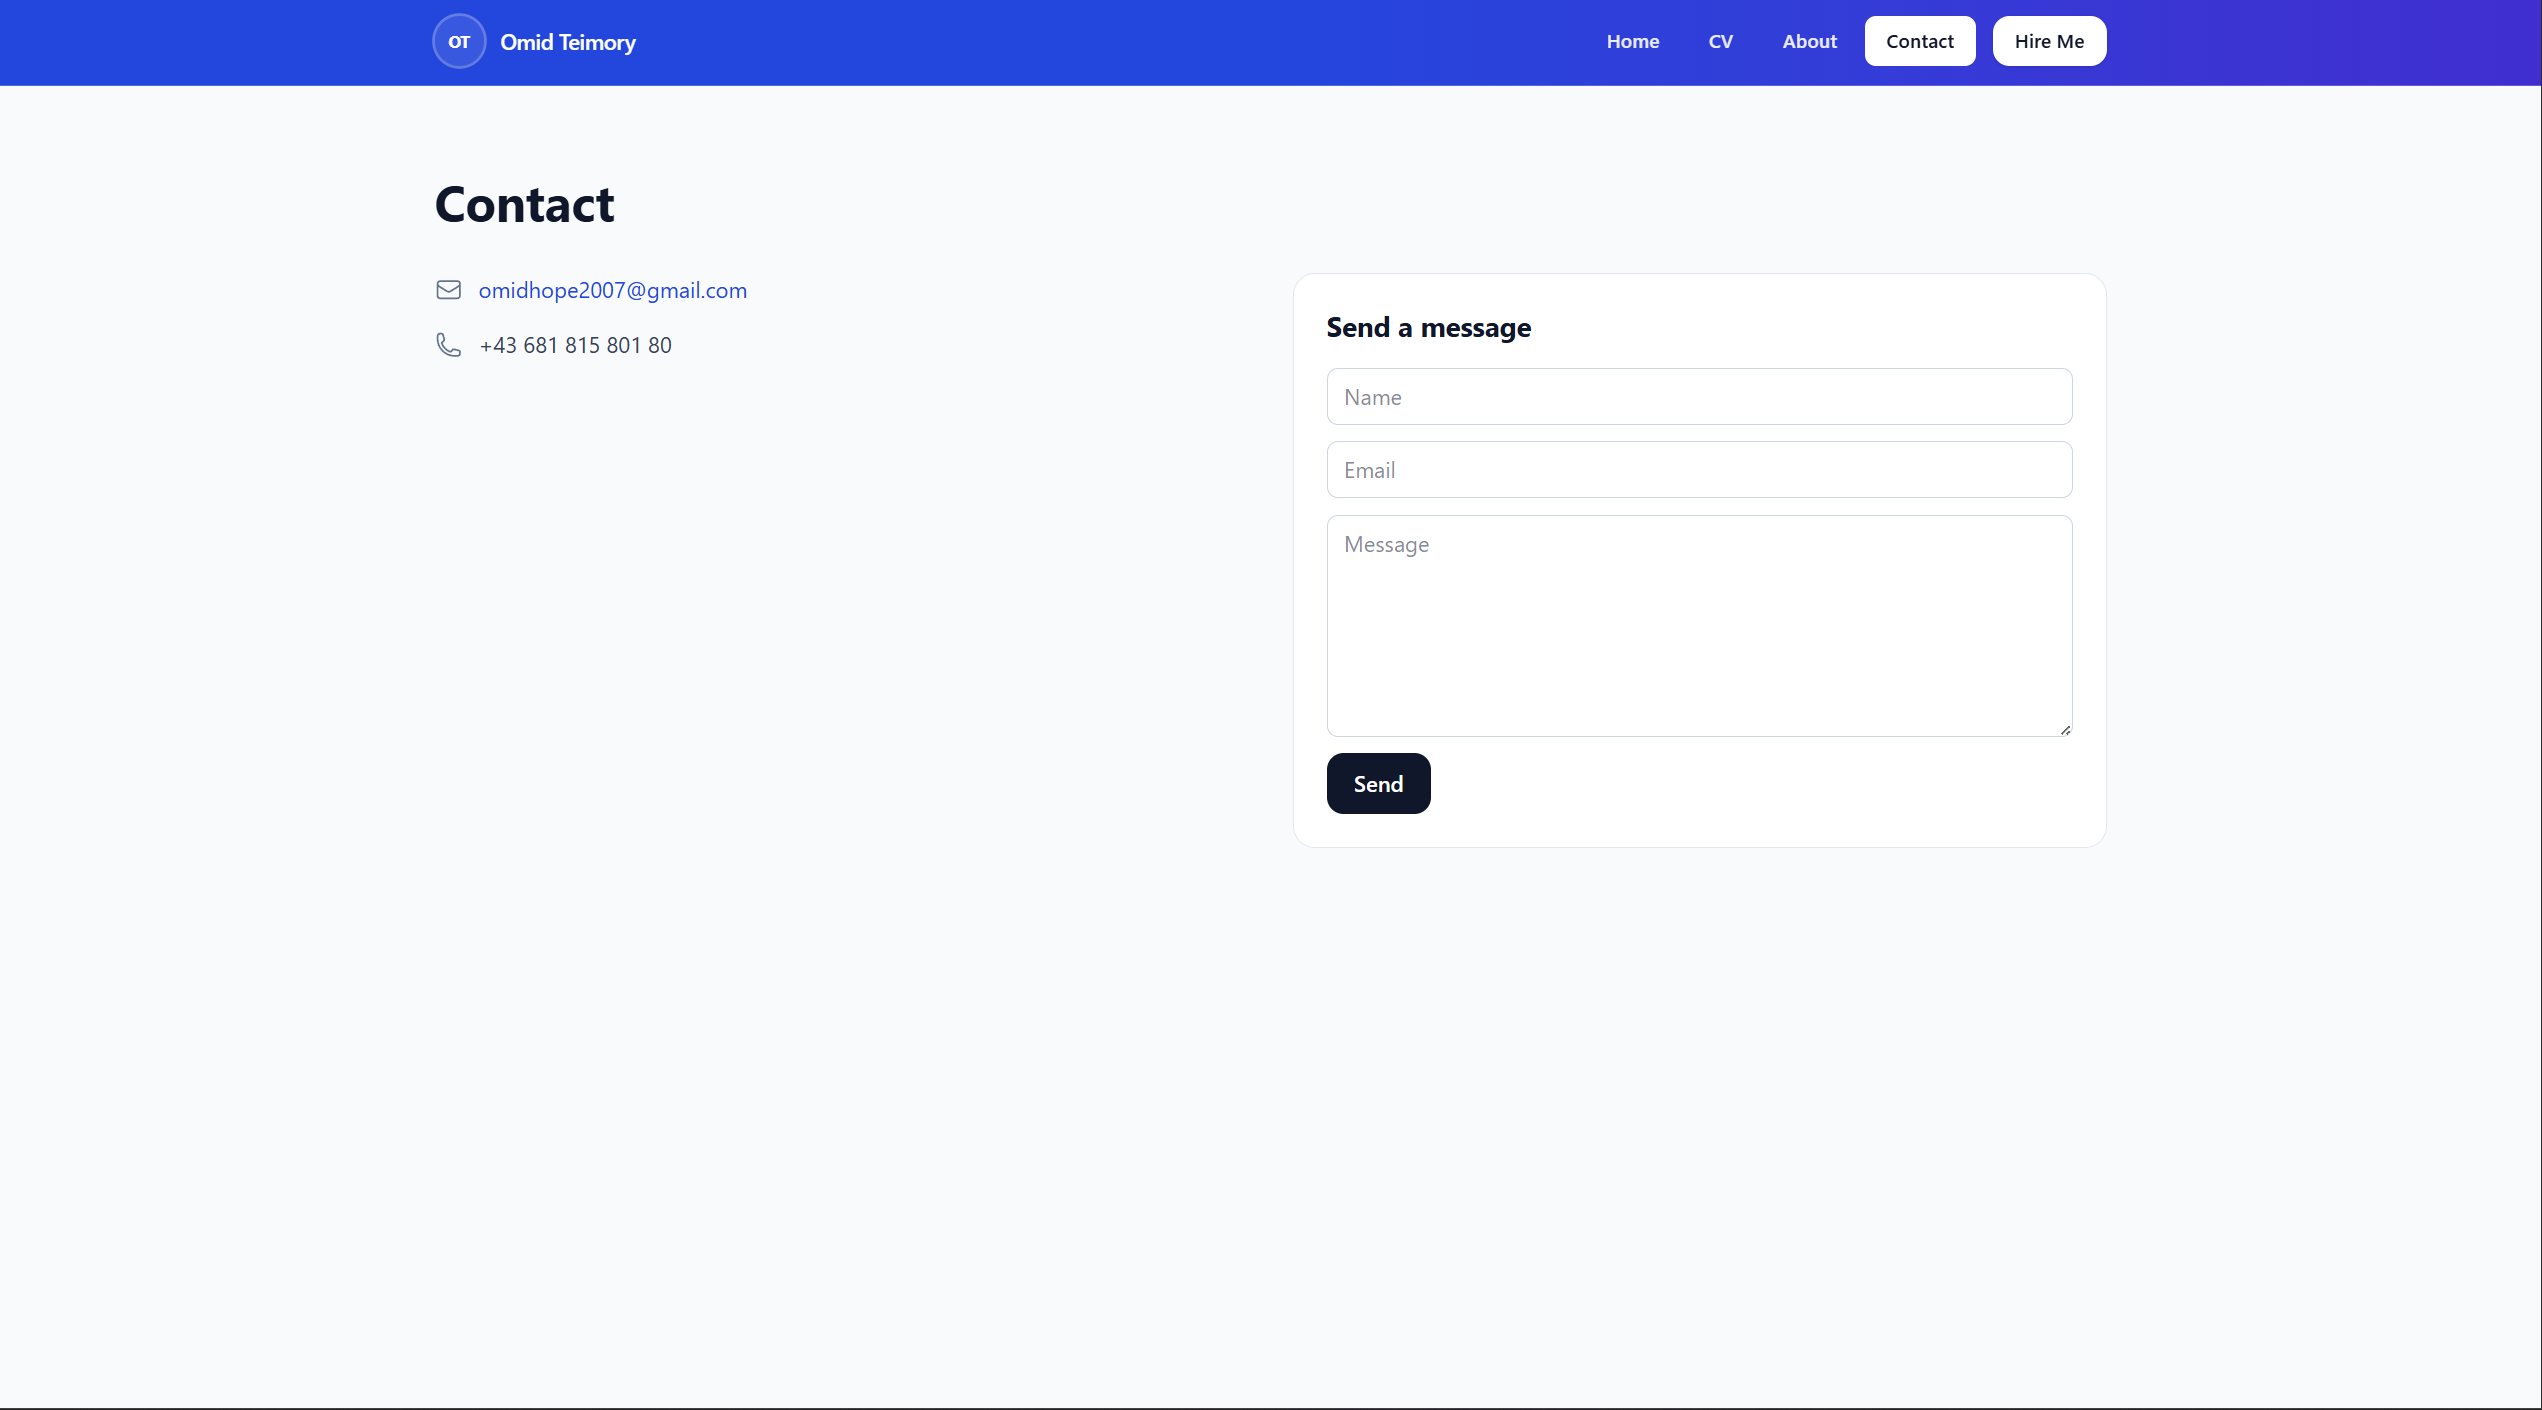 OT
Omid Teimory
Home
CV
About
Contact
Hire Me
Contact
omidhope2007@gmail.com
+43 681 815 801 80
Send a message
Name
Email
Message
Send